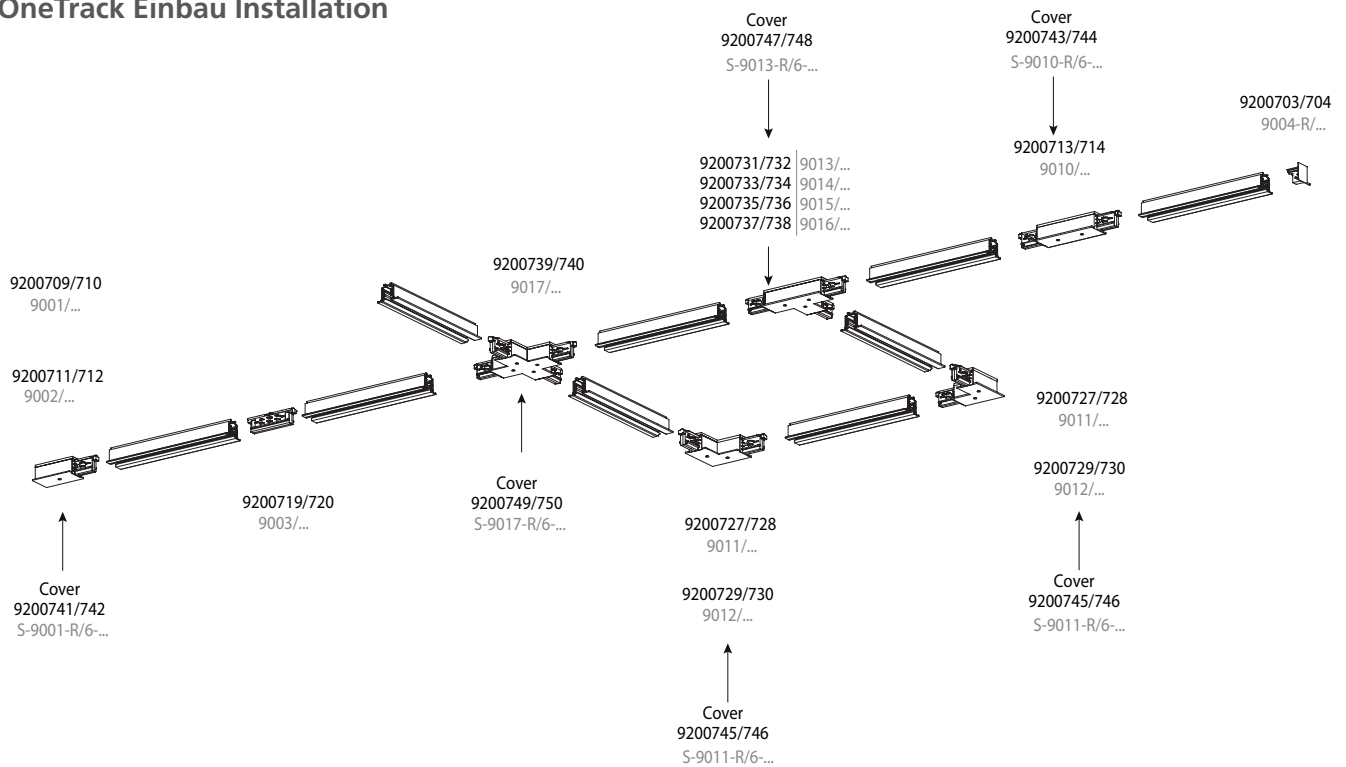 OneTrack Einbau Installation
Cover
9200747/748
S-9013-R/6-...
Cover
9200743/744
S-9010-R/6-...
9200703/704
9004-R/...
9200713/714
9010/...
9200731/732 9013/...
9200733/734 9014/...
9200735/736 9015/...
9200737/738 9016/...
9200739/740
9017/...
9200709/710
9001/...
9200711/712
9002/...
9200727/728
9011/...
9200729/730
9012/...
9200719/720
9003/...
Cover
9200749/750
S-9017-R/6-...
9200727/728
9011/...
9200729/730
9012/...
Cover
9200741/742
S-9001-R/6-...
Cover
9200745/746
S-9011-R/6-...
Cover
9200745/746
S-9011-R/6-...